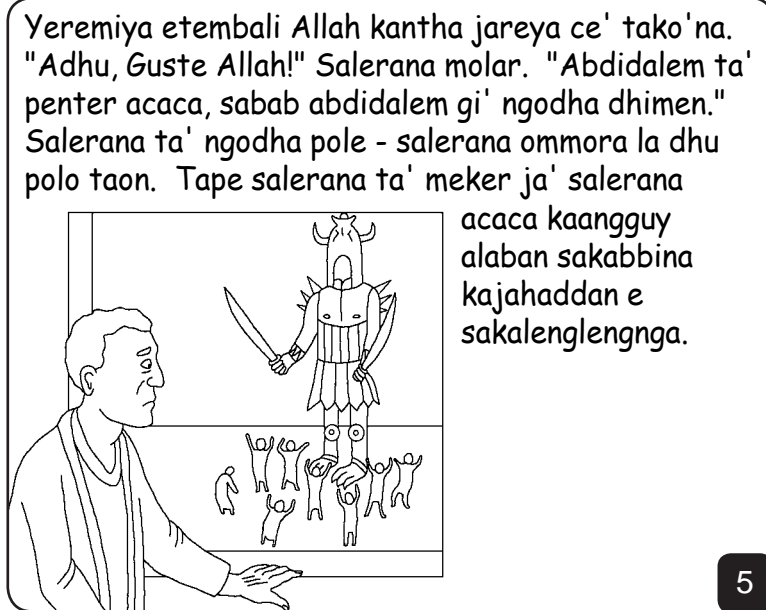 Yeremiya etembali Allah kantha jareya ce' tako'na.
"Adhu, Guste Allah!" Salerana molar.  "Abdidalem ta'
penter acaca, sabab abdidalem gi' ngodha dhimen."
Salerana ta' ngodha pole - salerana ommora la dhu
polo taon.  Tape salerana ta' meker ja' salerana
acaca kaangguy
alaban sakabbina
kajahaddan e
sakalenglengnga.
5